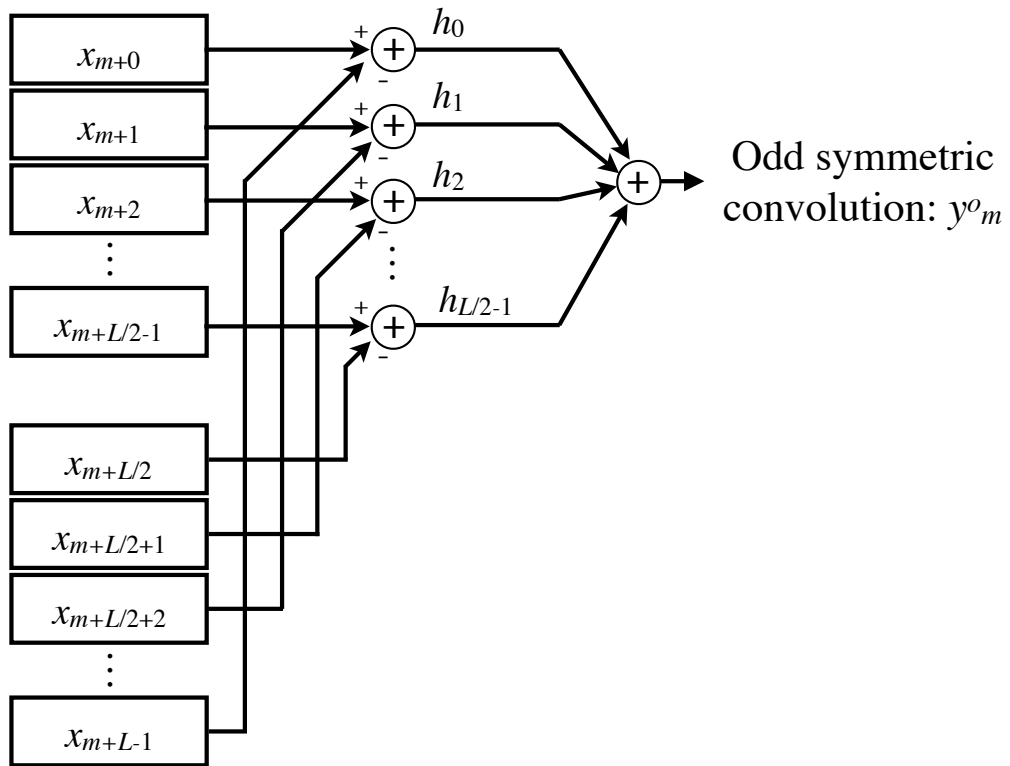 x_{m+0}
x_{m+1}
x_{m+2}
⋮
x_{m+L/2-1}
x_{m+L/2}
x_{m+L/2+1}
x_{m+L/2+2}
⋮
x_{m+L-1}
+
+
-
h_0
+
+
-
h_1
+
+
-
h_2
⋮
+
+
-
h_{L/2-1}
+
Odd symmetric
convolution: y^o_m